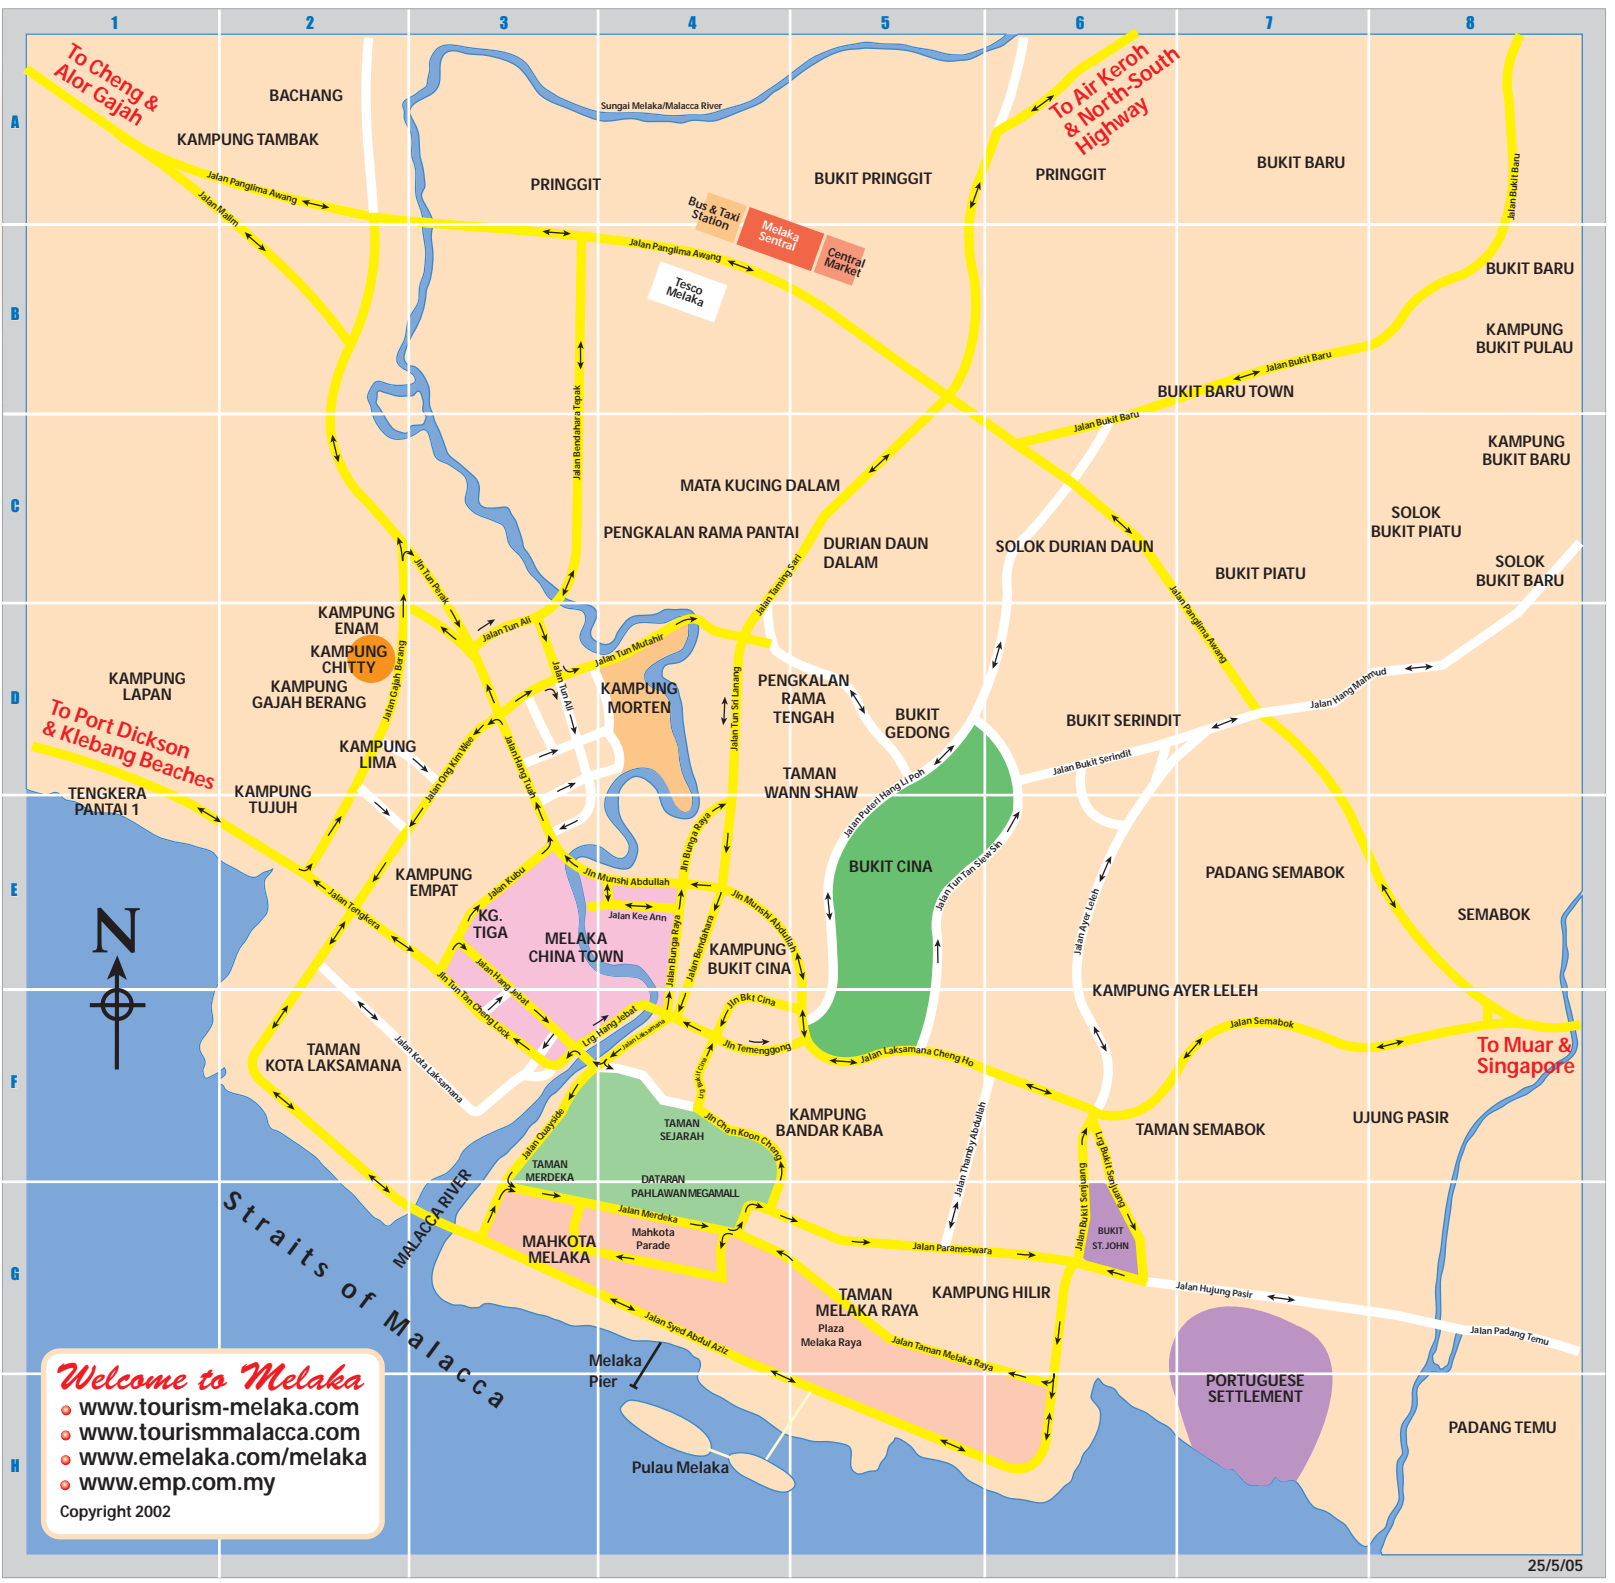 1 2 3 4 5 6 7 8
A
B
C
D
E
F
G
H
To Cheng &
Alor Gajah
BACHANG
KAMPUNG TAMBAK
Sungai Melaka/Malacca River
To Air Keroh
& North-South
Highway
PRINGGIT
BUKIT PRINGGIT
PRINGGIT
BUKIT BARU
Jalan Bukit Baru
Jalan Panglima Awang
Jalan Malim
Bus & Taxi
Station
Melaka
Sentral
Central
Market
Jalan Panglima Awang
Tesco
Melaka
BUKIT BARU
KAMPUNG
BUKIT PULAU
Jalan Bukit Baru
BUKIT BARU TOWN
Jalan Bukit Baru
Jalan Bendahara Tepak
KAMPUNG
BUKIT BARU
MATA KUCING DALAM
PENGKALAN RAMA PANTAI
DURIAN DAUN
DALAM
SOLOK DURIAN DAUN
SOLOK
BUKIT PIATU
BUKIT PIATU
SOLOK
BUKIT BARU
Jln Tun Perak
Jalan Taming Sari
Jalan Panglima Awang
KAMPUNG
ENAM
KAMPUNG
CHITTY
KAMPUNG
LAPAN
KAMPUNG
GAJAH BERANG
Jalan Gajah Berang
Jalan Tun Ali
Jalan Tun Ali
Jalan Tun Mutahir
KAMPUNG
MORTEN
Jalan Tun Sri Lanang
PENGKALAN
RAMA
TENGAH
BUKIT
GEDONG
BUKIT SERINDIT
Jalan Hang Mahmud
Jalan Bukit Serindit
To Port Dickson
& Klebang Beaches
KAMPUNG
LIMA
Jalan Ong Kim Wee
Jalan Hang Tuah
TENGKERA
PANTAI 1
KAMPUNG
TUJUH
TAMAN
WANN SHAW
Jalan Puteri Hang Li Poh
Jln Bunga Raya
BUKIT CINA
Jalan Tun Tan Siew Sin
KAMPUNG
EMPAT
Jalan Kubu
Jln Munshi Abdullah
Jln Munshi Abdullah
Jalan Kee Ann
Jalan Tengkera
KG.
TIGA
MELAKA
CHINA TOWN
Jalan Bunga Raya
Jalan Bendahara
KAMPUNG
BUKIT CINA
Jalan Ayer Leleh
PADANG SEMABOK
SEMABOK
N
Jalan Hang Jebat
Jln Tun Tan Cheng Lock
KAMPUNG AYER LELEH
Jln Bkt Cina
Jln Temenggong
Lrg. Hang Jebat
Jalan Laksamana
Jalan Laksamana Cheng Ho
Jalan Semabok
To Muar &
Singapore
TAMAN
KOTA LAKSAMANA
Jalan Kota Laksamana
Lrg Bukit Cina
Jalan Quayside
TAMAN
SEJARAH
Jln Chan Koon Cheng
KAMPUNG
BANDAR KABA
Jalan Thamby Abdullah
TAMAN SEMABOK
UJUNG PASIR
TAMAN
MERDEKA
DATARAN
PAHLAWAN MEGAMALL
Lrg Bukit Senjuang
Jalan Bukit Senjung
MALACCA RIVER
Straits of Malacca
Jalan Merdeka
Mahkota
Parade
MAHKOTA
MELAKA
BUKIT
ST. JOHN
Jalan Parameswara
TAMAN
MELAKA RAYA
Plaza
Melaka Raya
KAMPUNG HILIR
Jalan Hujung Pasir
Jalan Padang Temu
Jalan Syed Abdul Aziz
Jalan Taman Melaka Raya
Melaka
Pier
PORTUGUESE
SETTLEMENT
PADANG TEMU
Pulau Melaka
Welcome to Melaka
www.tourism-melaka.com
www.tourismmalacca.com
www.emelaka.com/melaka
www.emp.com.my
Copyright 2002
25/5/05